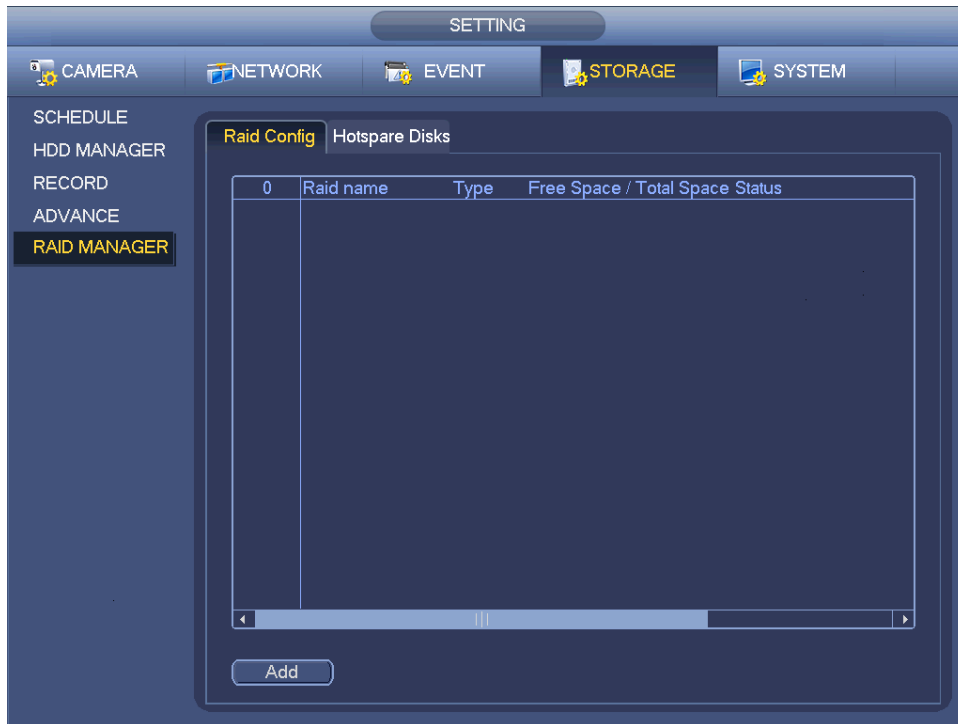 SETTING
CAMERA NETWORK EVENT STORAGE SYSTEM
SCHEDULE
HDD MANAGER
RECORD
ADVANCE
RAID MANAGER
Raid Config Hotspare Disks
0 Raid name Type Free Space / Total Space Status
Add